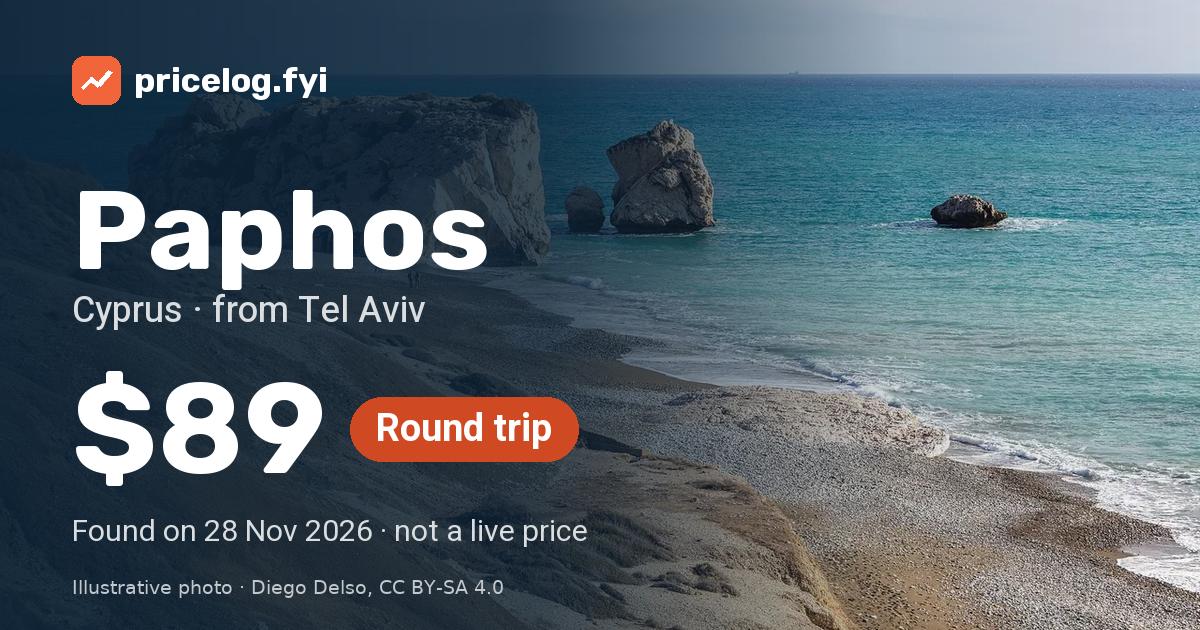 pricelog.fyi
Paphos
Cyprus · from Tel Aviv
$89 Round trip
Found on 28 Nov 2026 · not a live price
Illustrative photo · Diego Delso, CC BY-SA 4.0